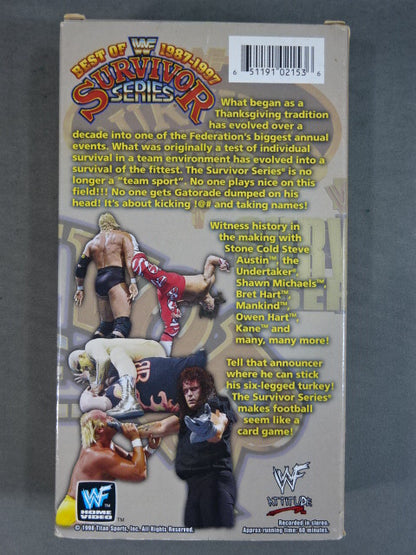 BEST OF WF 1987-1997
SURVIVOR
SERIES
6 51191 02153 6
What began as a
Thanksgiving tradition
has evolved over a
decade into one of the Federation's biggest annual
events. What was originally a test of individual
survival in a team environment has evolved into a
survival of the fittest. The Survivor Series® is no
longer a "team sport". No one plays nice on this
field!!! No one gets Gatorade dumped on his
head! It's about kicking !@# and taking names!
Witness history in
the making with
Stone Cold Steve
Austin™, the
Undertaker®,
Shawn Michaels™,
Bret Hart™,
Mankind™,
Owen Hart™,
Kane™ and
many, many more!
Tell that announcer
where he can stick
his six-legged turkey!
The Survivor Series®
makes football
seem like a
card game!
WF
HOME
VIDEO™
WF
ATTITUDE
© 1998 Titan Sports, Inc. All Rights Reserved.
Recorded in stereo.
Approx. running time: 60 minutes.